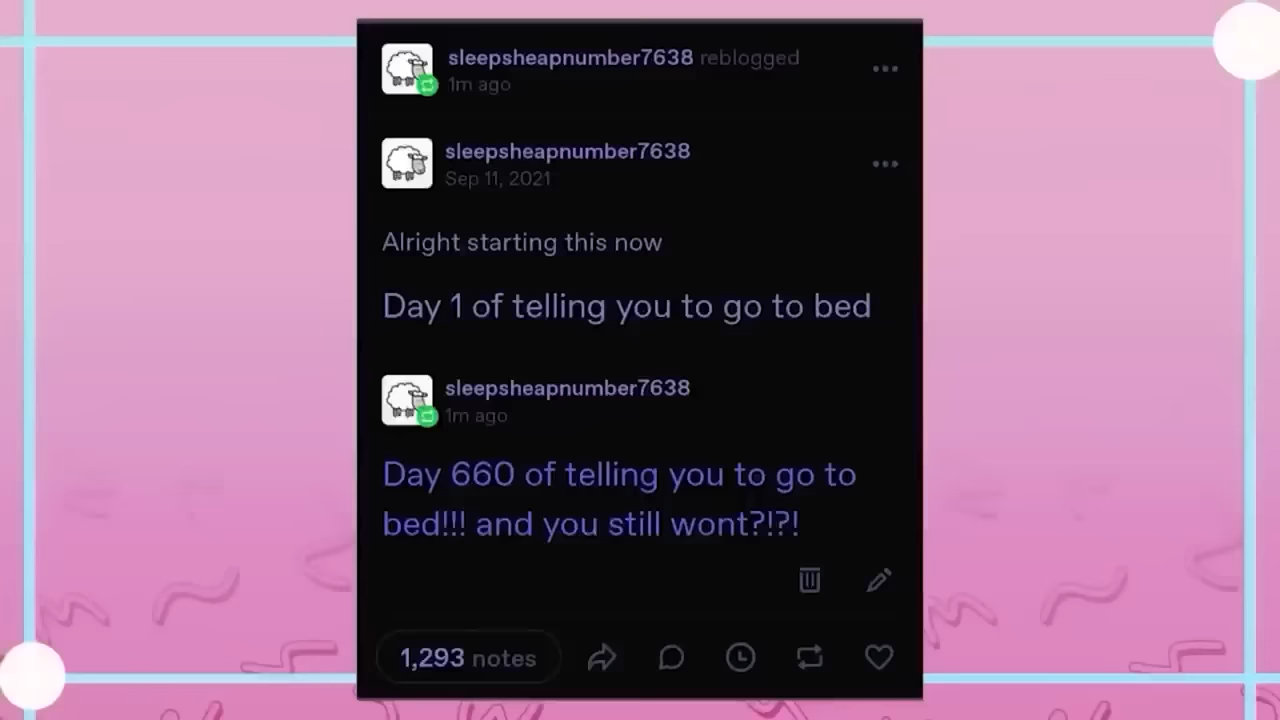 sleepsheapnumber7638 reblogged
1m ago
sleepsheapnumber7638
Sep 11, 2021
Alright starting this now
Day 1 of telling you to go to bed
sleepsheapnumber7638
1m ago
Day 660 of telling you to go to
bed!!! and you still wont?!?!
1,293 notes